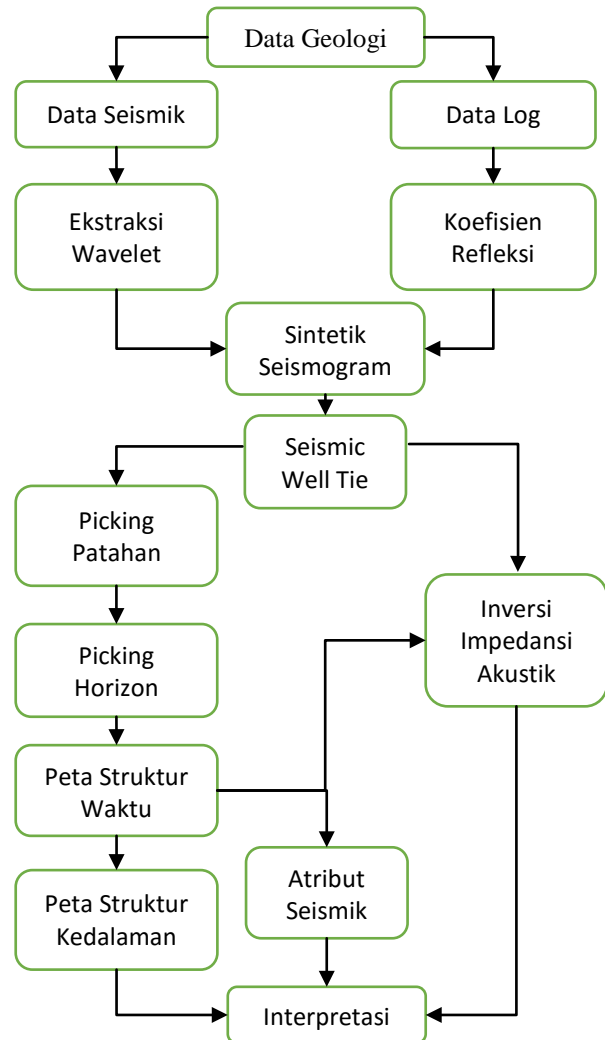 Data Geologi
Data Seismik
Data Log
Ekstraksi
Wavelet
Koefisien
Refleksi
Sintetik
Seismogram
Seismic
Well Tie
Picking
Patahan
Inversi
Impedansi
Akustik
Picking
Horizon
Peta Struktur
Waktu
Atribut
Seismik
Peta Struktur
Kedalaman
Interpretasi